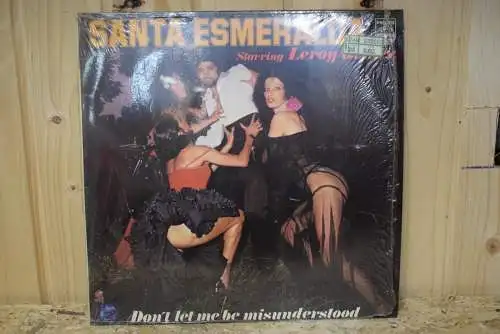 SANTA ESMERALDA
Starring Leroy
Don't let me be misunderstood